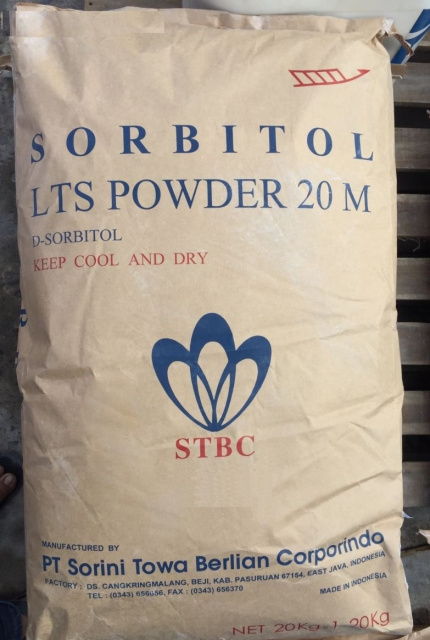 SORBITOL
LTS POWDER 20 M
D-SORBITOL
KEEP COOL AND DRY
STBC
MANUFACTURED BY
PT Sorini Towa Berlian Corporindo
FACTORY : DS. CANGKRINGMALANG, BEJI, KAB. PASURUAN 67154, EAST JAVA, INDONESIA
TEL : (0343) 656056, FAX : (0343) 656370
MADE IN INDONESIA
NET 20KG
20Kg